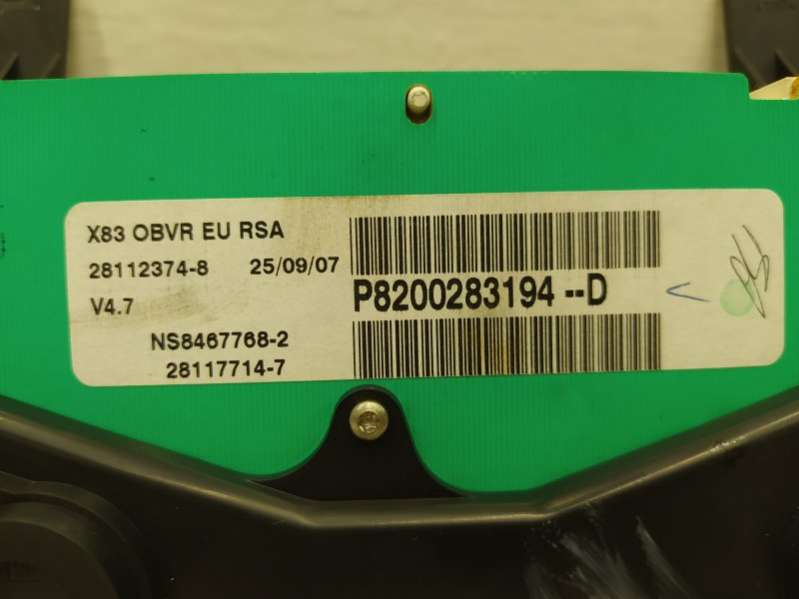 X83 OBVR EU RSA
28112374-8 25/09/07
V4.7
P8200283194 --D
NS8467768-2
28117714-7